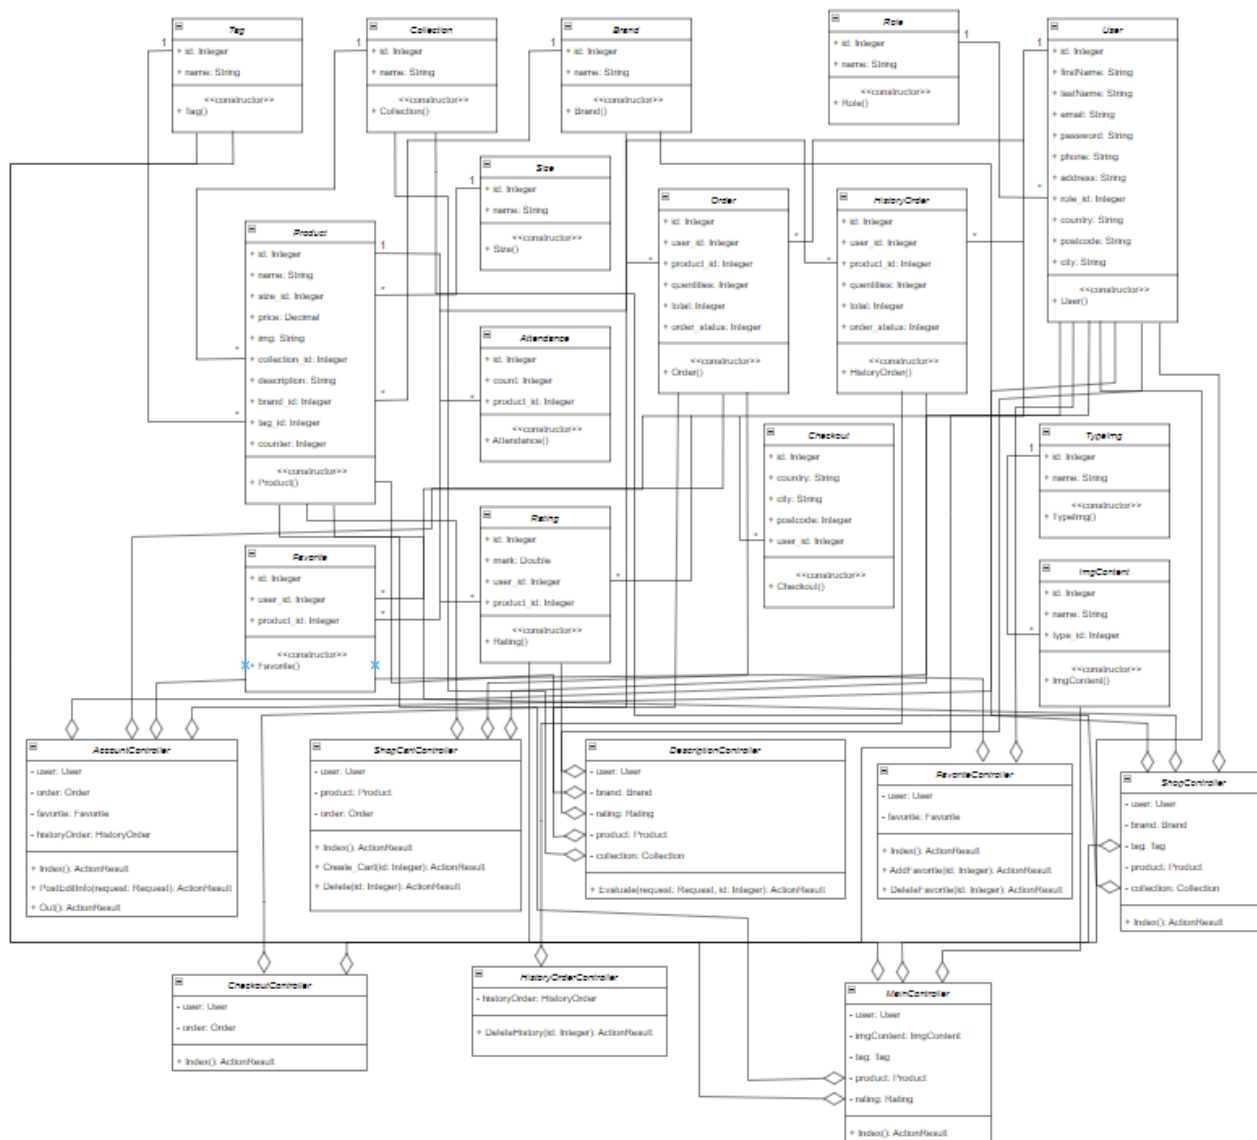 Tag
1
+ id: Integer
+ name: String
<<constructor>>
+ Tag()
Collection
1
+ id: Integer
+ name: String
<<constructor>>
+ Collection()
Brand
1
+ id: Integer
+ name: String
<<constructor>>
+ Brand()
Role
+ id: Integer
1
+ name: String
<<constructor>>
+ Role()
User
1
+ id: Integer
+ firstName: String
+ lastName: String
+ email: String
+ password: String
+ phone: String
+ address: String
*
+ role_id: Integer
+ country: String
+ postcode: String
+ city: String
<<constructor>>
+ User()
Size
1
+ id: Integer
+ name: String
<<constructor>>
+ Size()
Order
+ id: Integer
+ user_id: Integer
*
*
+ product_id: Integer
+ quentities: Integer
+ total: Integer
+ order_status: Integer
<<constructor>>
+ Order()
HistoryOrder
+ id: Integer
+ user_id: Integer
*
*
+ product_id: Integer
+ quentities: Integer
+ total: Integer
+ order_status: Integer
<<constructor>>
+ HistoryOrder()
Product
+ id: Integer
1
+ name: String
+ size_id: Integer
*
+ price: Decimal
+ img: String
*
+ collection_id: Integer
+ description: String
+ brand_id: Integer
*
*
+ tag_id: Integer
+ counter: Integer
<<constructor>>
+ Product()
Attendance
+ id: Integer
+ count: Integer
*
+ product_id: Integer
<<constructor>>
+ Attendance()
Checkout
+ id: Integer
+ country: String
+ city: String
+ postcode: Integer
*
+ user_id: Integer
<<constructor>>
+ Checkout()
TypeImg
1
+ id: Integer
+ name: String
<<constructor>>
+ TypeImg()
Rating
+ id: Integer
+ mark: Double
+ user_id: Integer
*
*
+ product_id: Integer
<<constructor>>
+ Rating()
Favorite
+ id: Integer
+ user_id: Integer
*
+ product_id: Integer
*
<<constructor>>
+ Favorite()
ImgContent
+ id: Integer
+ name: String
*
+ type_id: Integer
<<constructor>>
+ ImgContent()
AccountController
- user: User
- order: Order
- favorite: Favorite
- historyOrder: HistoryOrder
+ Index(): ActionResult
+ PostEditInfo(request: Request): ActionResult
+ Out(): ActionResult
ShopCartController
- user: User
- product: Product
- order: Order
+ Index(): ActionResult
+ Create_Cart(id: Integer): ActionResult
+ Delete(id: Integer): ActionResult
DescriptionController
- user: User
- brand: Brand
- rating: Rating
- product: Product
- collection: Collection
+ Evaluate(request: Request, id: Integer): ActionResult
FavoriteController
- user: User
- favorite: Favorite
+ Index(): ActionResult
+ AddFavorite(id: Integer): ActionResult
+ DeleteFavorite(id: Integer): ActionResult
ShopController
- user: User
- brand: Brand
- tag: Tag
- product: Product
- collection: Collection
+ Index(): ActionResult
CheckoutController
- user: User
- order: Order
+ Index(): ActionResult
HistoryOrderController
- historyOrder: HistoryOrder
+ DeleteHistory(id: Integer): ActionResult
MainController
- user: User
- imgContent: ImgContent
- tag: Tag
- product: Product
- rating: Rating
+ Index(): ActionResult